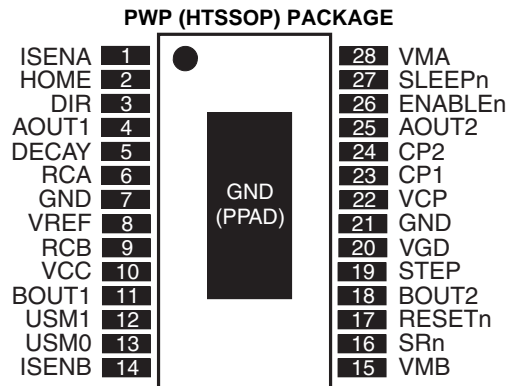 PWP (HTSSOP) PACKAGE
ISENA 1 28 VMA
HOME 2 27 SLEEPn
DIR 3 26 ENABLEn
AOUT1 4 25 AOUT2
DECAY 5 24 CP2
RCA 6 23 CP1
GND 7 22 VCP
VREF 8 21 GND
RCB 9 20 VGD
VCC 10 19 STEP
BOUT1 11 18 BOUT2
USM1 12 17 RESETn
USM0 13 16 SRn
ISENB 14 15 VMB
GND
(PPAD)